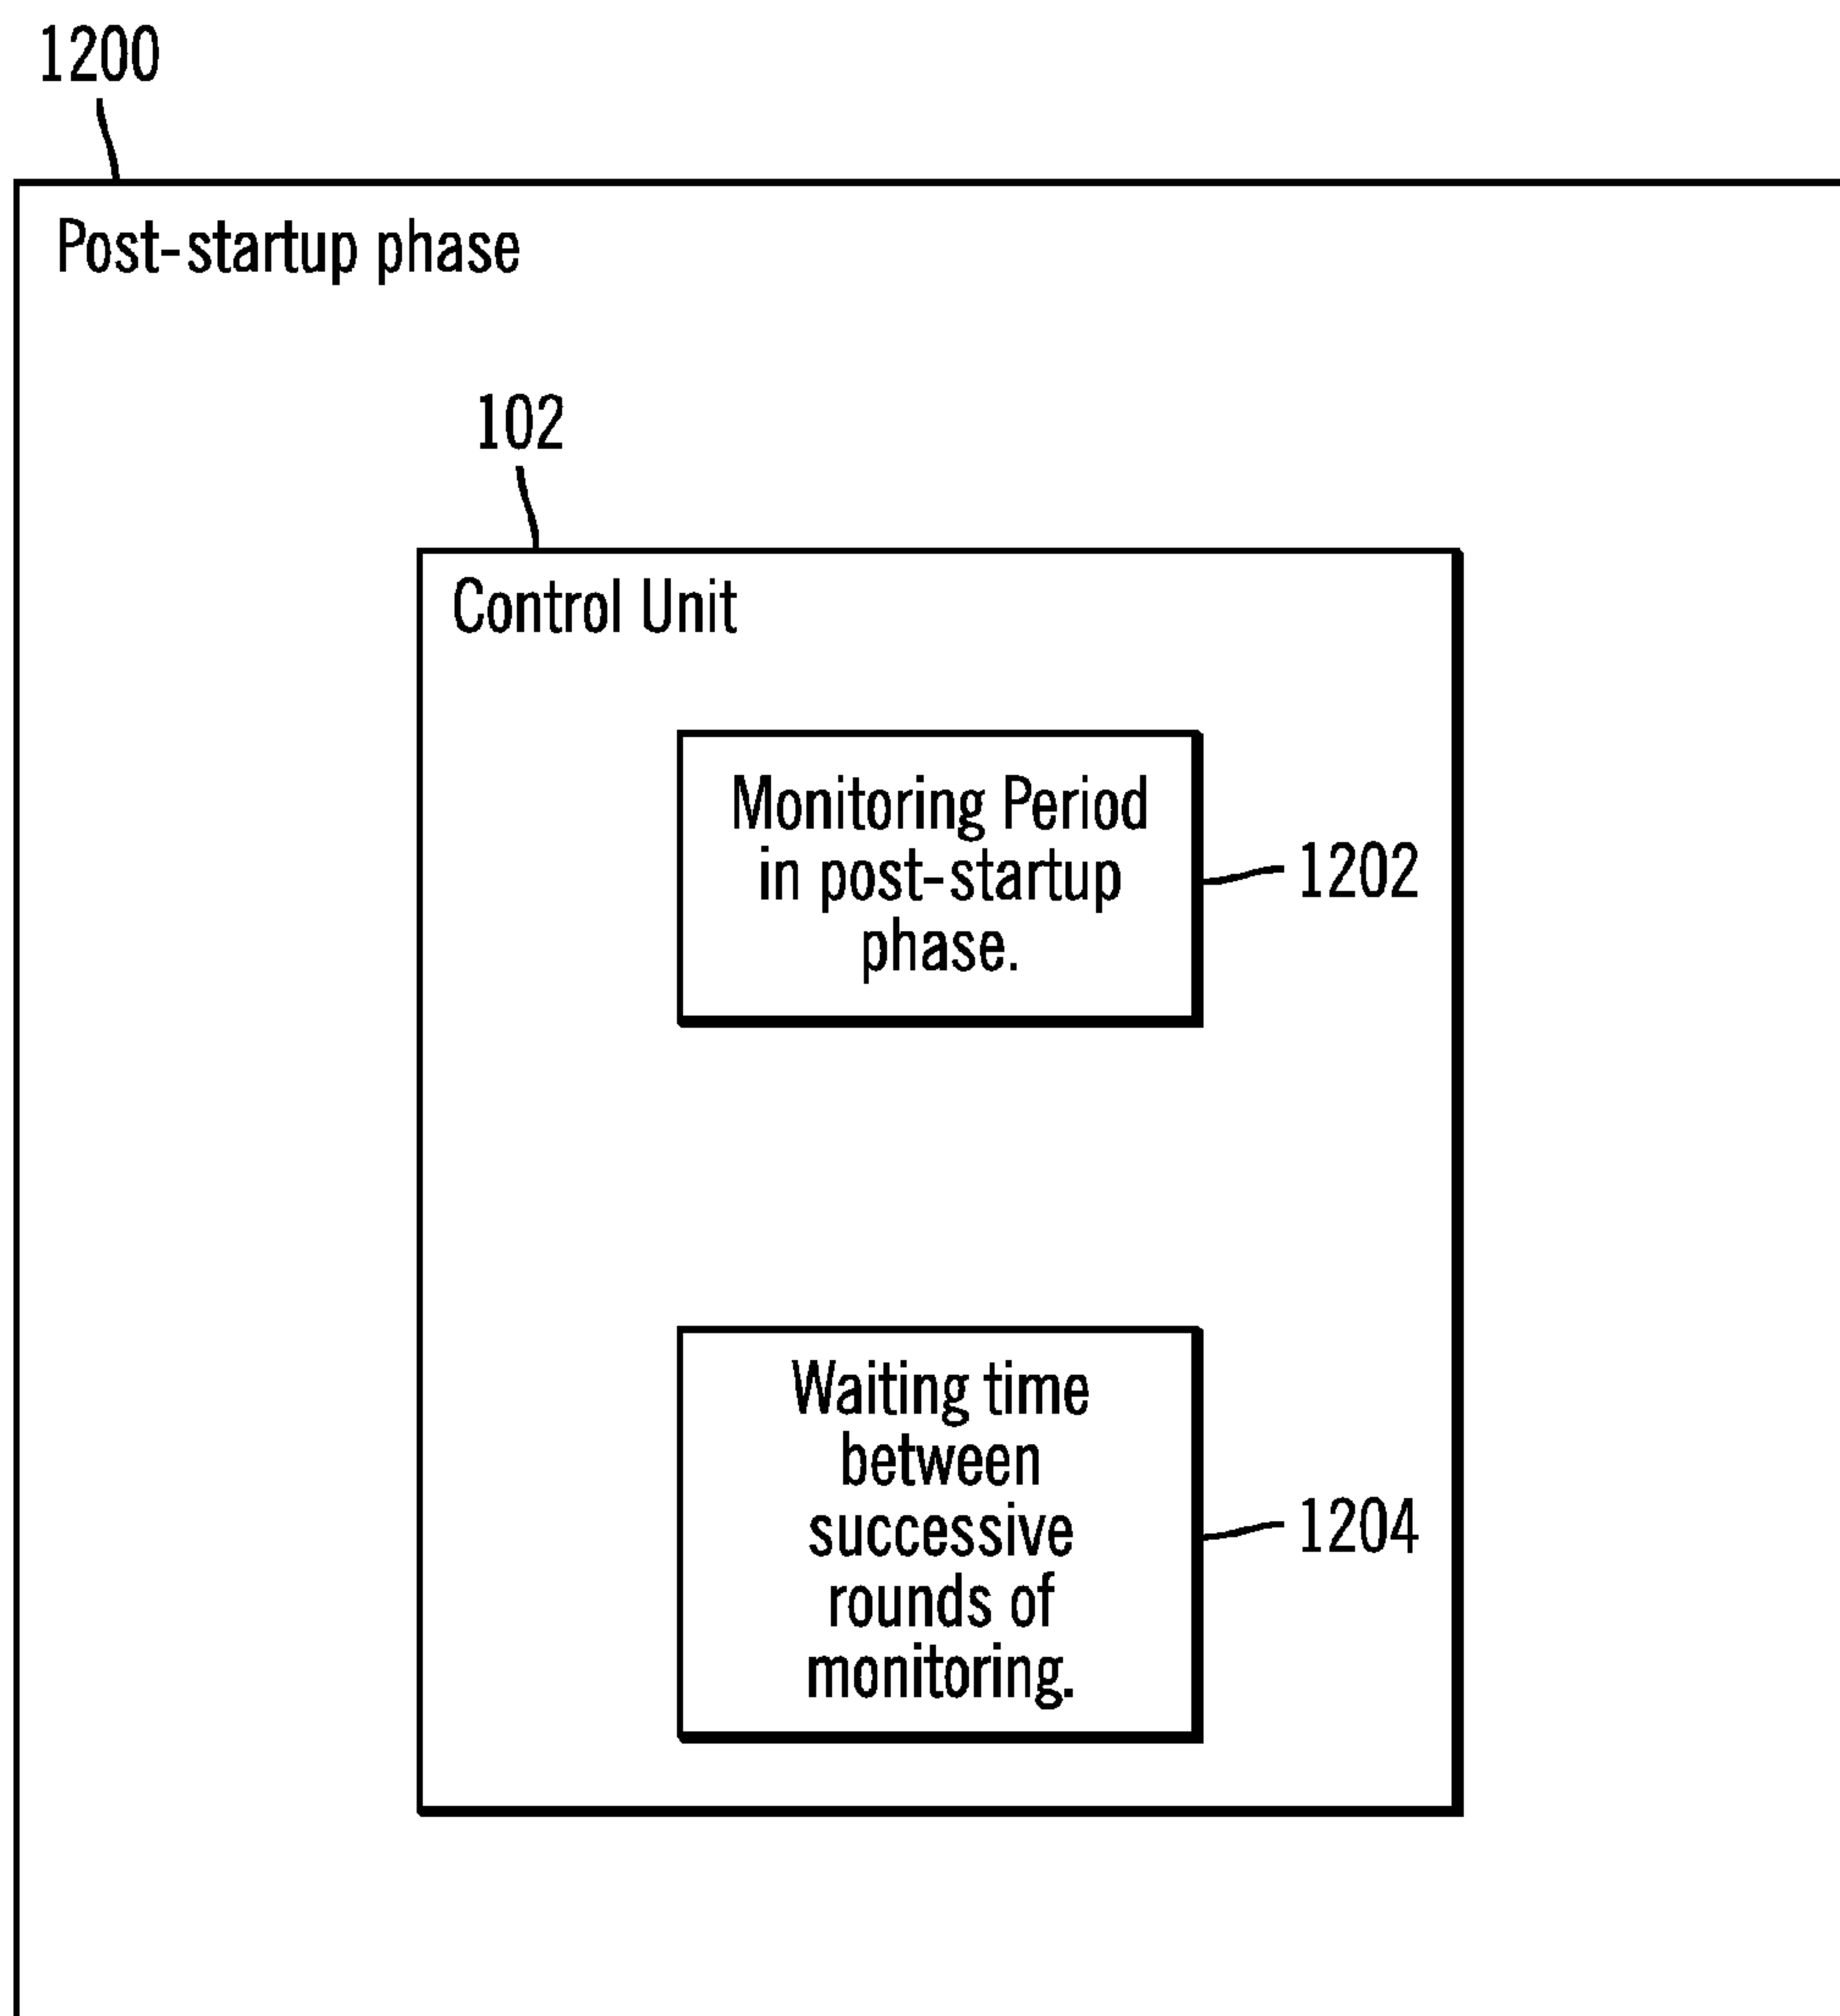 1200
Post-startup phase
102
Control Unit
Monitoring Period
in post-startup
phase.
1202
Waiting time
between
successive
rounds of
monitoring.
1204